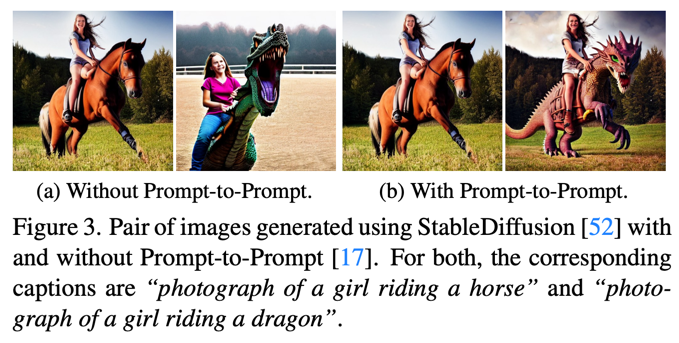 (a) Without Prompt-to-Prompt.
(b) With Prompt-to-Prompt.
Figure 3. Pair of images generated using StableDiffusion [52] with
and without Prompt-to-Prompt [17]. For both, the corresponding
captions are “photograph of a girl riding a horse” and “photo-
graph of a girl riding a dragon”.